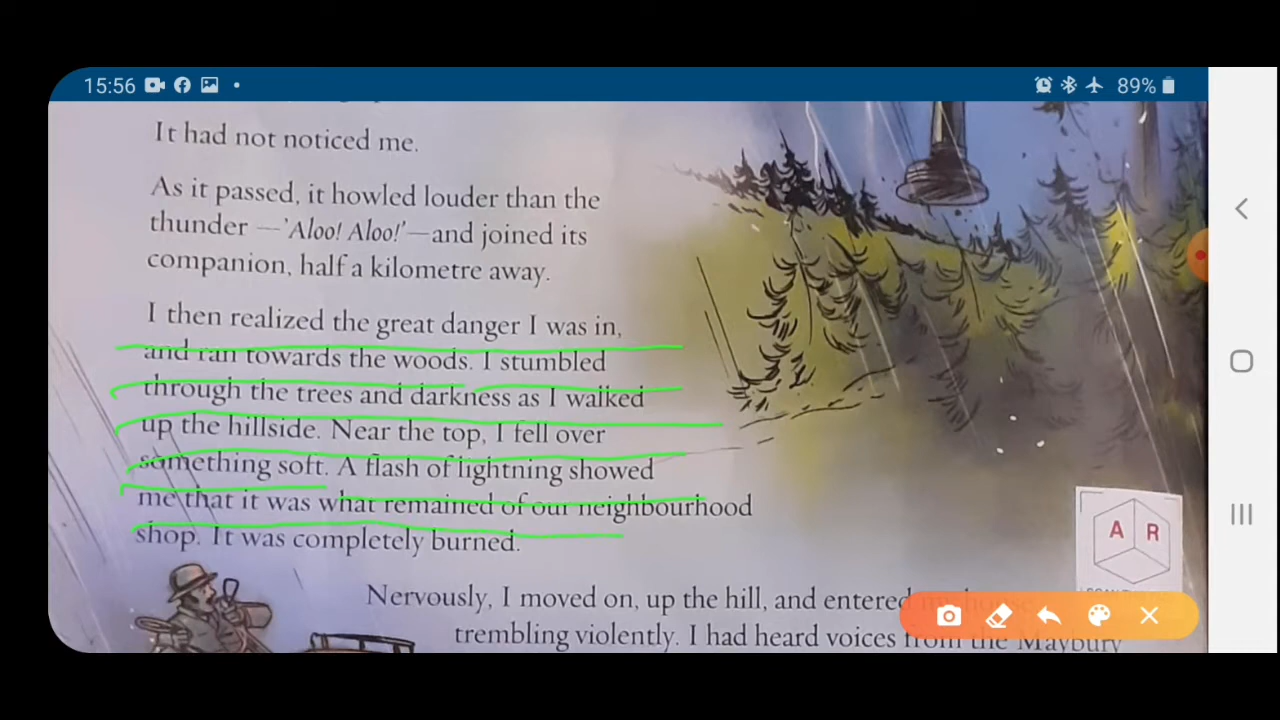 15:56
89%
It had not noticed me.
As it passed, it howled louder than the
thunder —'Aloo! Aloo!'—and joined its
companion, half a kilometre away.
I then realized the great danger I was in,
and ran towards the woods. I stumbled
through the trees and darkness as I walked
up the hillside. Near the top, I fell over
something soft. A flash of lightning showed
me that it was what remained of our neighbourhood
shop. It was completely burned.
A R
Nervously, I moved on, up the hill, and entered
trembling violently. I had heard voices from the Maybury